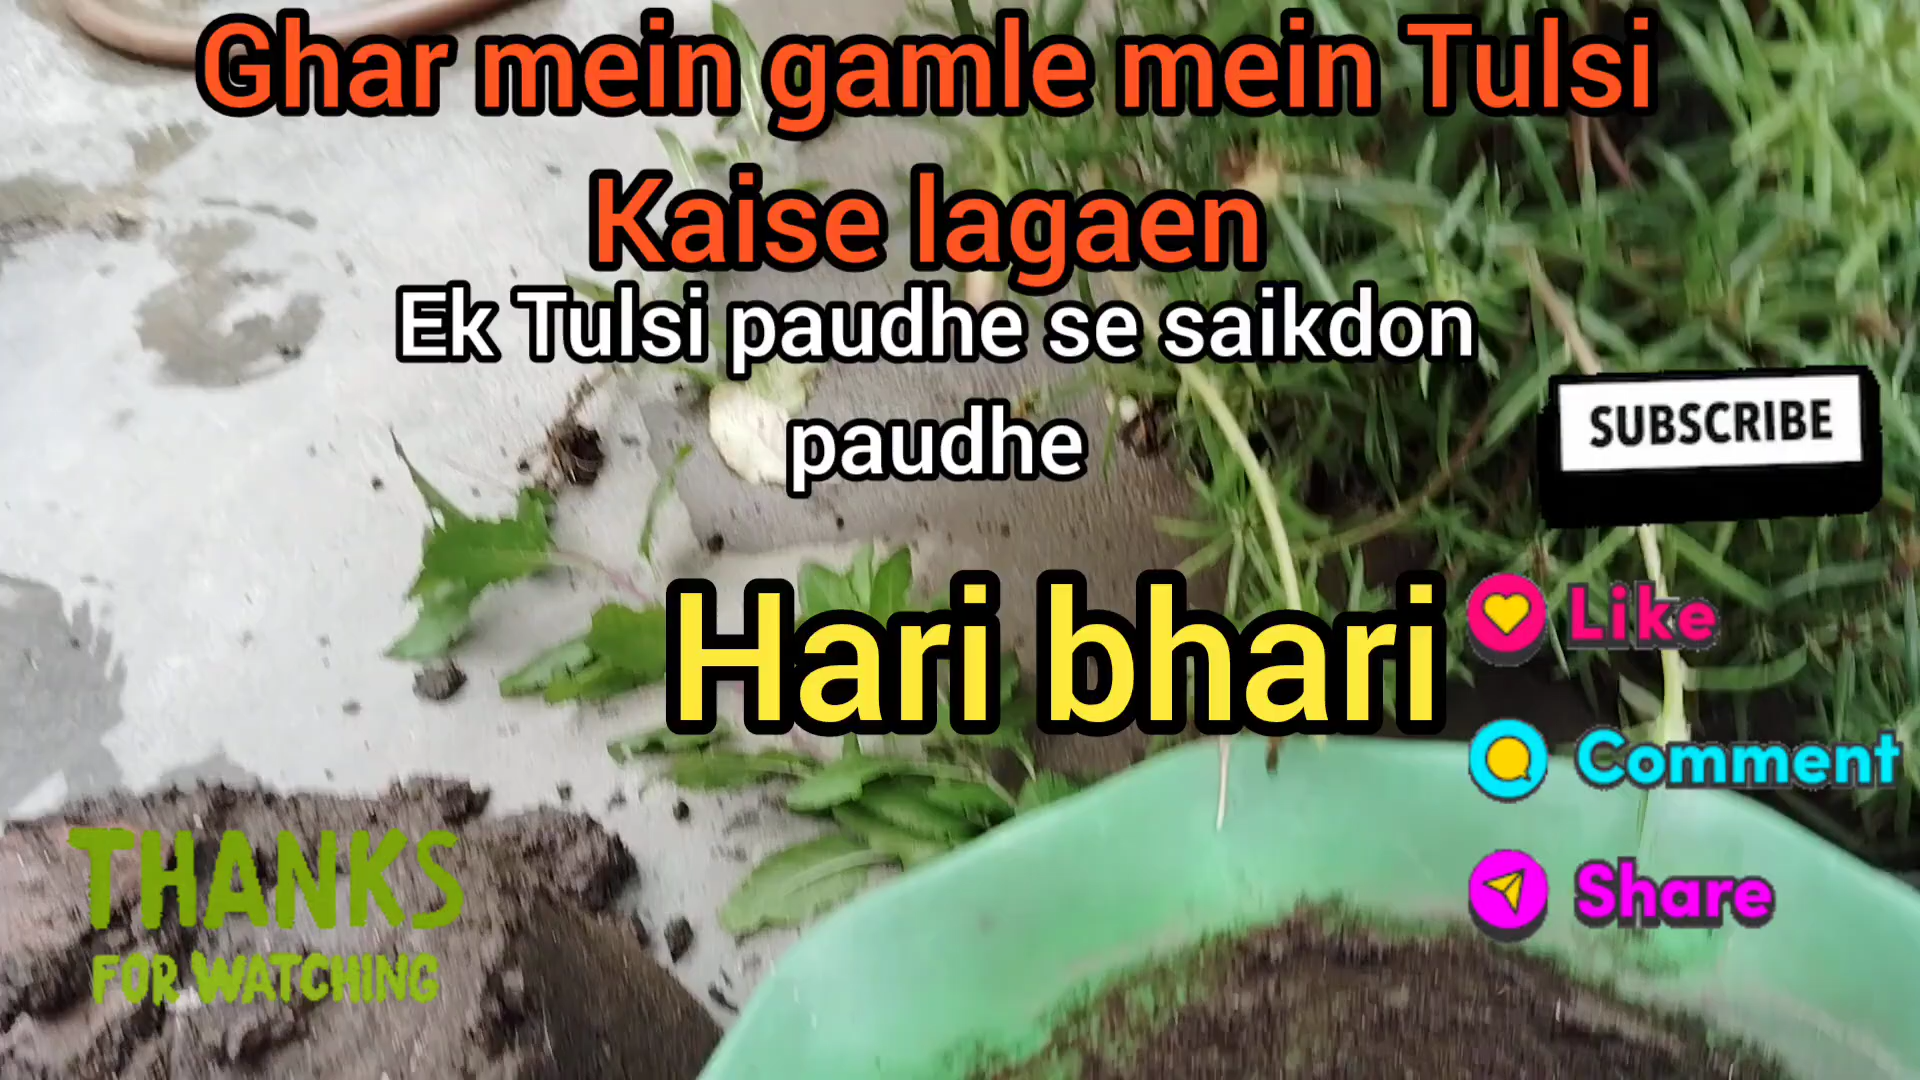 Ghar mein gamle mein Tulsi
Kaise lagaen
Ek Tulsi paudhe se saikdon
paudhe
SUBSCRIBE
Hari bhari
Like
Comment
Share
THANKS
FOR WATCHING